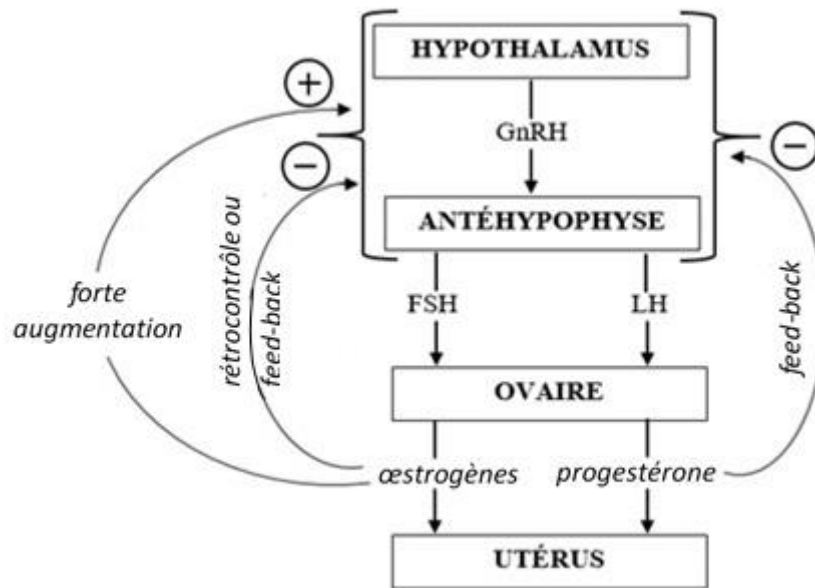 HYPOTHALAMUS
+
GnRH
−
−
ANTÉHYPOPHYSE
rétrocontrôle ou
feed-back
feed-back
forte
augmentation
FSH
LH
OVAIRE
œstrogènes
progestérone
UTÉRUS